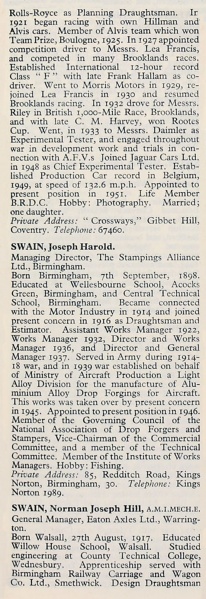 Rolls-Royce as Planning Draughtsman. Ir
1921 began racing with own Hillman and
Alvis cars. Member of Alvis team which won
Team Prize, Boulogne, 1925. In 1927 appointed
competition driver to Messrs. Lea Francis,
and competed in many Brooklands races.
Established International 12-hour record
Class " F " with late Frank Hallam as co-
driver. Went to Morris Motors in 1929, re-
joined Lea Francis in 1930 and resumed
Brooklands racing. In 1932 drove for Messrs.
Riley in British 1,000-Mile Race, Brooklands,
and with late C. M. Harvey, won Rootes
Cup. Went, in 1933 to Messrs. Daimler as
Experimental Tester, and engaged throughout
war in development work and trials in con-
nection with A.F.V.s Joined Jaguar Cars Ltd.
in 1948 as Chief Experimental Tester. Estab-
lished Production Car record in Belgium,
1949, at speed of 132.6 m.p.h. Appointed to
present position in 1951. Life Member
B.R.D.C. Hobby: Photography. Married;
one daughter.
Private Address: " Crossways," Gibbet Hill,
Coventry. Telephone: 67460.
SWAIN, Joseph Harold.
Managing Director, The Stampings Alliance
Ltd., Birmingham.
Born Birmingham, 7th September, 1898.
Educated at Wellesbourne School, Acocks
Green, Birmingham, and Central Technical
School, Birmingham. Became connected
with the Motor Industry in 1914 and joined
present concern in 1916 as Draughtsman and
Estimator. Assistant Works Manager 1922,
Works Manager 1932, Director and Works
Manager 1936, and Director and General
Manager 1937. Served in Army during 1914-
18 war, and in 1939 war established on behalf
of Ministry of Aircraft Production a Light
Alloy Division for the manufacture of Alu-
minium Alloy Drop Forgings for Aircraft.
This works was taken over by present concern
in 1945. Appointed to present position in 1946.
Member of the Governing Council of the
National Association of Drop Forgers and
Stampers, Vice-Chairman of the Commercial
Committee, and a member of the Technical
Committee. Member of the Institute of Works
Managers. Hobby: Fishing.
Private Address: 85, Redditch Road, Kings
Norton, Birmingham, 30. Telephone: Kings
Norton 1989.
SWAIN, Norman Joseph Hill, A.M.I.MECH.E.
General Manager, Eaton Axles Ltd., Warring-
ton.
Born Walsall, 27th August, 1917. Educated
Willow House School, Walsall. Studied
engineering at County Technical College,
Wednesbury. Apprenticeship served with
Birmingham Railway Carriage and Wagon
Co. Ltd., Smethwick. Design Draughtsman